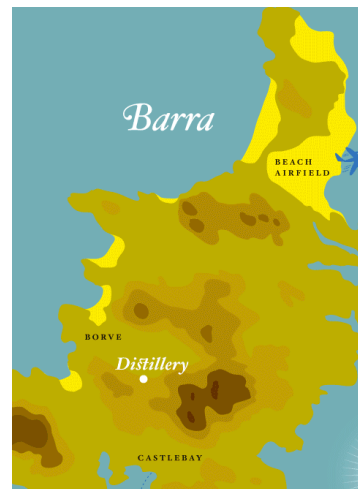 Barra
BEACH
AIRFIELD
BORVE
Distillery
CASTLEBAY